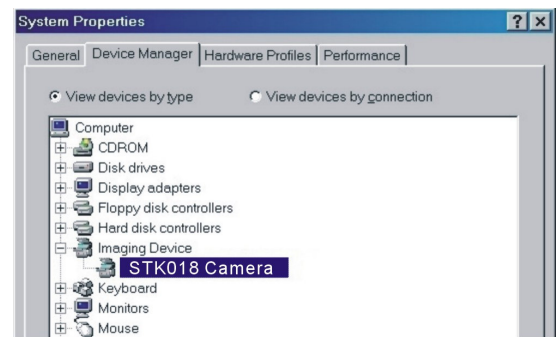 System Properties
General Device Manager Hardware Profiles Performance
View devices by type View devices by connection
Computer
CDROM
Disk drives
Display adapters
Floppy disk controllers
Hard disk controllers
Imaging Device
STK018 Camera
Keyboard
Monitors
Mouse